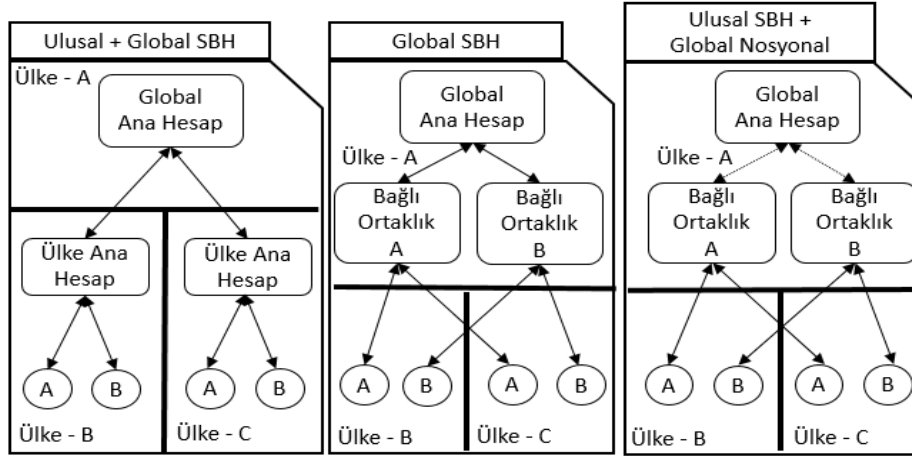 Ulusal + Global SBH
Ülke - A
Global
Ana Hesap
Ülke Ana
Hesap
Ülke Ana
Hesap
A
B
A
B
Ülke - B
Ülke - C
Global SBH
Global
Ana Hesap
Ülke - A
Bağlı
Ortaklık
A
Bağlı
Ortaklık
B
A
B
A
B
Ülke - B
Ülke - C
Ulusal SBH +
Global Nosyonal
Global
Ana Hesap
Ülke - A
Bağlı
Ortaklık
A
Bağlı
Ortaklık
B
A
B
A
B
Ülke - B
Ülke - C